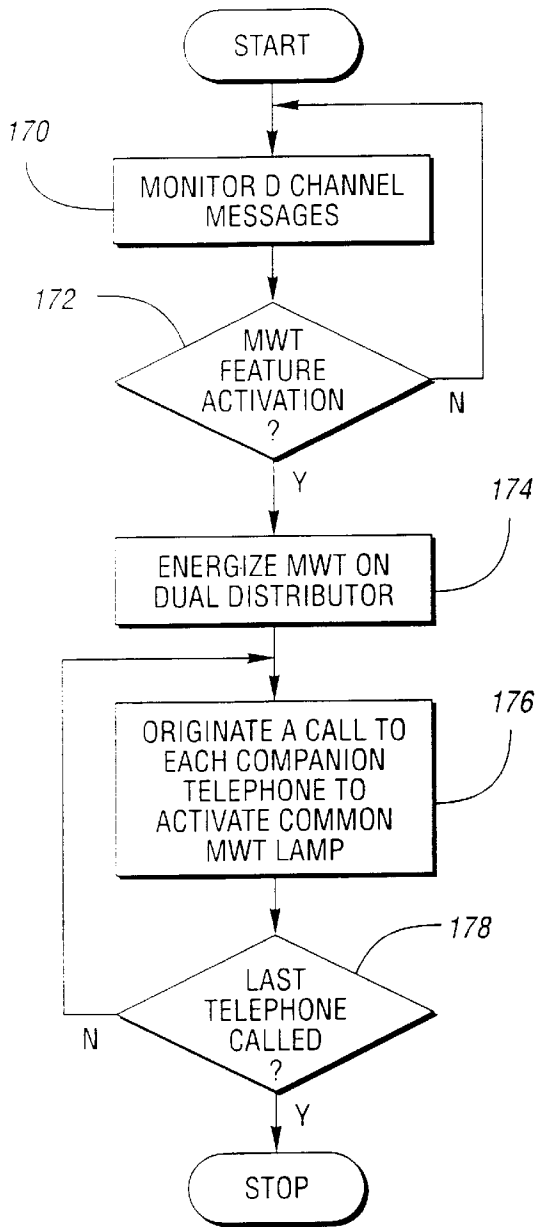 START
170
MONITOR D CHANNEL
MESSAGES
172
MWT
FEATURE
ACTIVATION
?
N
Y
174
ENERGIZE MWT ON
DUAL DISTRIBUTOR
176
ORIGINATE A CALL TO
EACH COMPANION
TELEPHONE TO
ACTIVATE COMMON
MWT LAMP
178
LAST
TELEPHONE
CALLED
?
N
Y
STOP